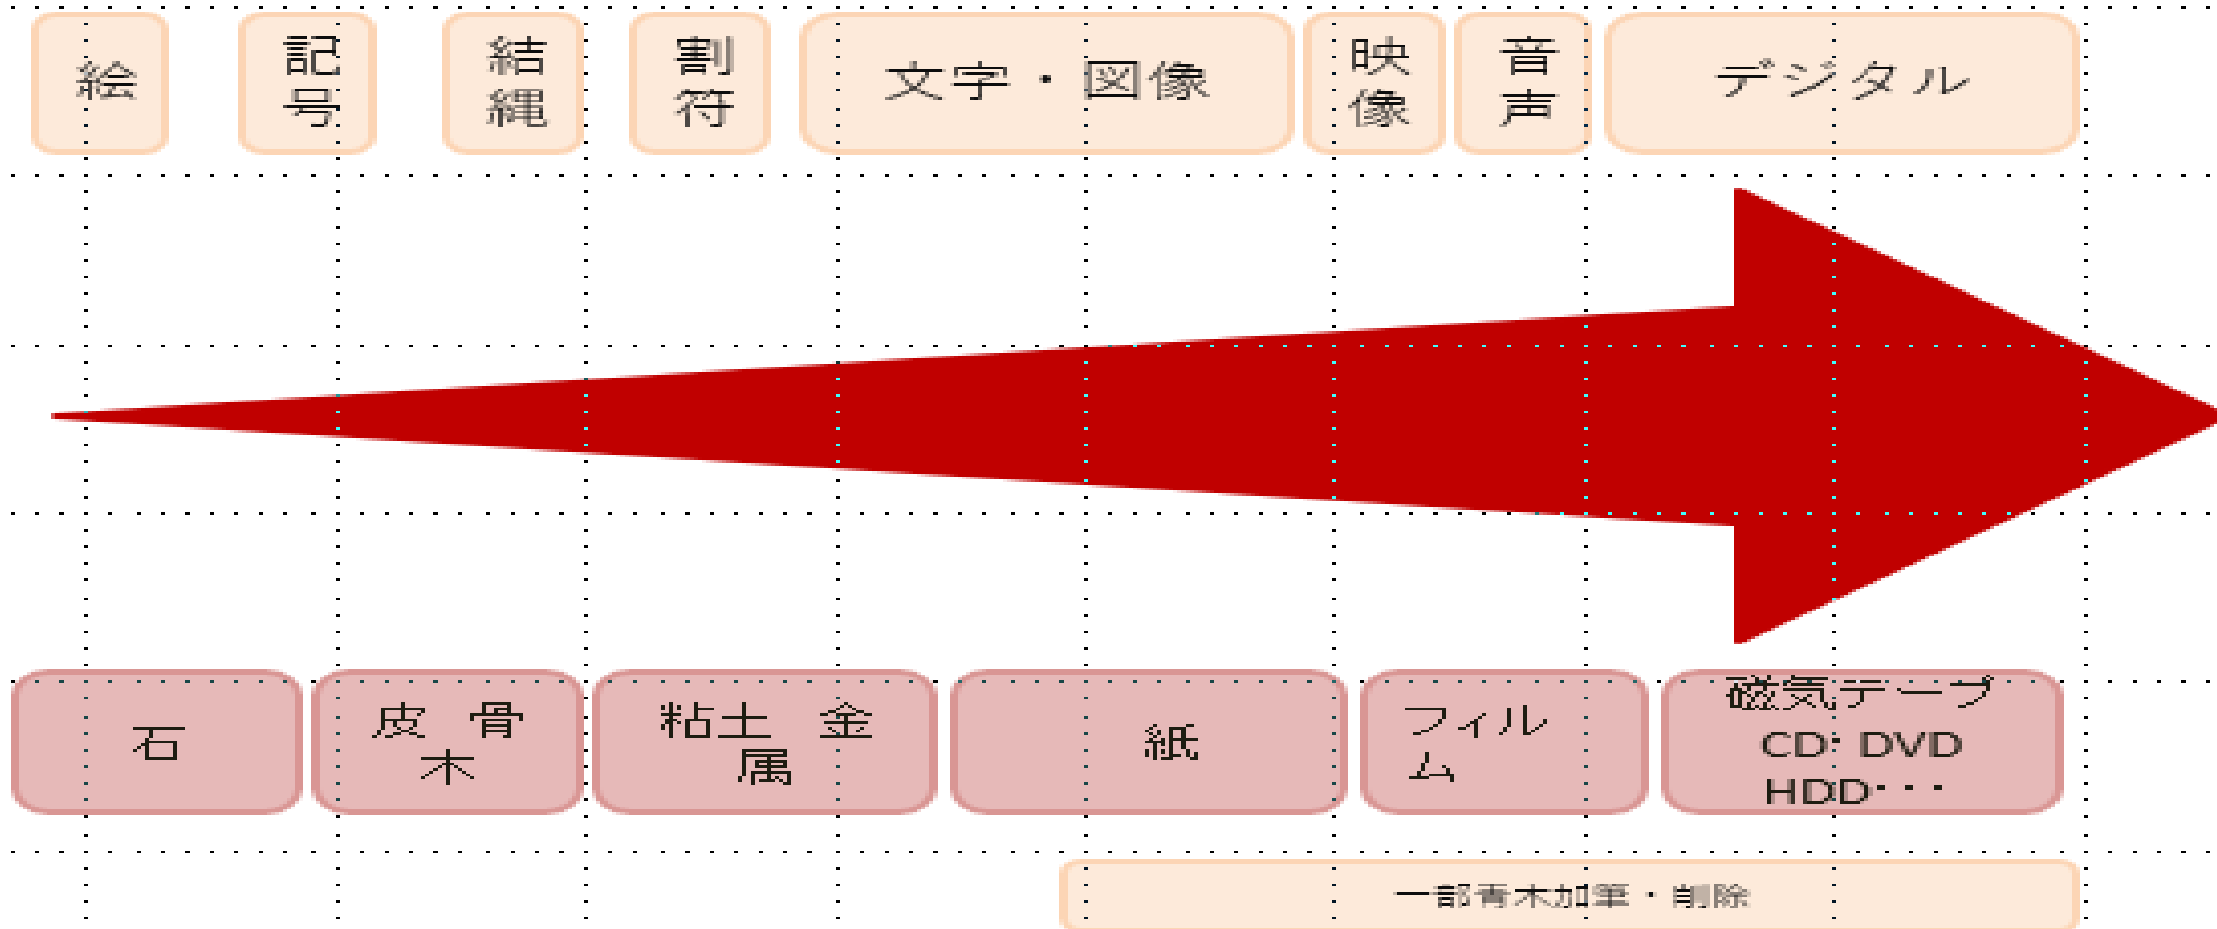 絵
記
号
結
縄
割
符
文字・図像
映
像
音
声
デジタル
石
皮 骨
木
粘土 金
属
紙
フィル
ム
磁気テープ
CD・DVD
HDD・・・
一部青木加筆・削除